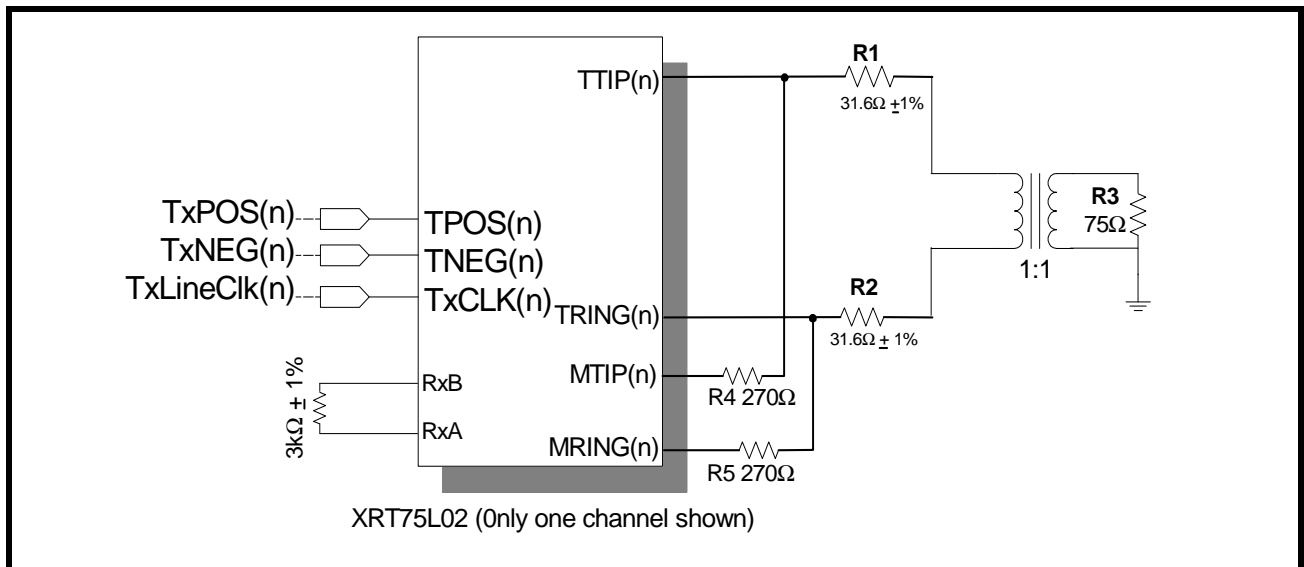 TTIP(n)
R1
31.6Ω ±1%
TxPOS(n)
TPOS(n)
TxNEG(n)
TNEG(n)
TxLineClk(n)
TxCLK(n)
TRING(n)
R2
31.6Ω ± 1%
R3
75Ω
1:1
MTIP(n)
R4 270Ω
RxB
RxA
3kΩ ± 1%
MRING(n)
R5 270Ω
XRT75L02 (0nly one channel shown)